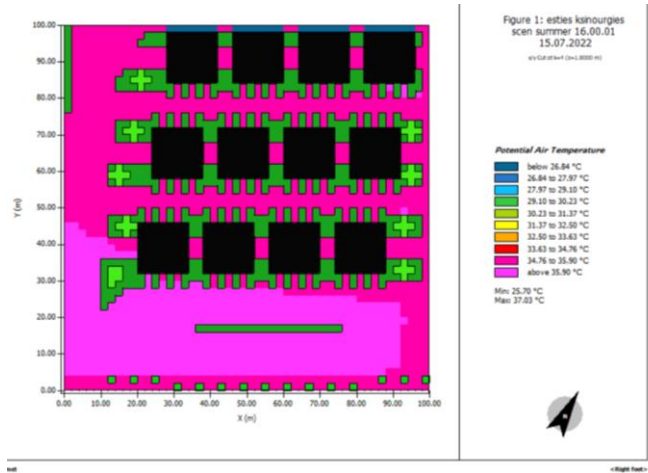 Figure 1: esties ksinourgies
scen summer 16.00.01
15.07.2022
x/y Cut at k=4 (z=1.8000 m)
100.00
90.00
80.00
70.00
60.00
50.00
40.00
30.00
20.00
10.00
0.00
Y (m)
0.00 10.00 20.00 30.00 40.00 50.00 60.00 70.00 80.00 90.00 100.00
X (m)
Potential Air Temperature
below 26.84 °C
26.84 to 27.97 °C
27.97 to 29.10 °C
29.10 to 30.23 °C
30.23 to 31.37 °C
31.37 to 32.50 °C
32.50 to 33.63 °C
33.63 to 34.76 °C
34.76 to 35.90 °C
above 35.90 °C
Min: 25.70 °C
Max: 37.03 °C
<Right foot>